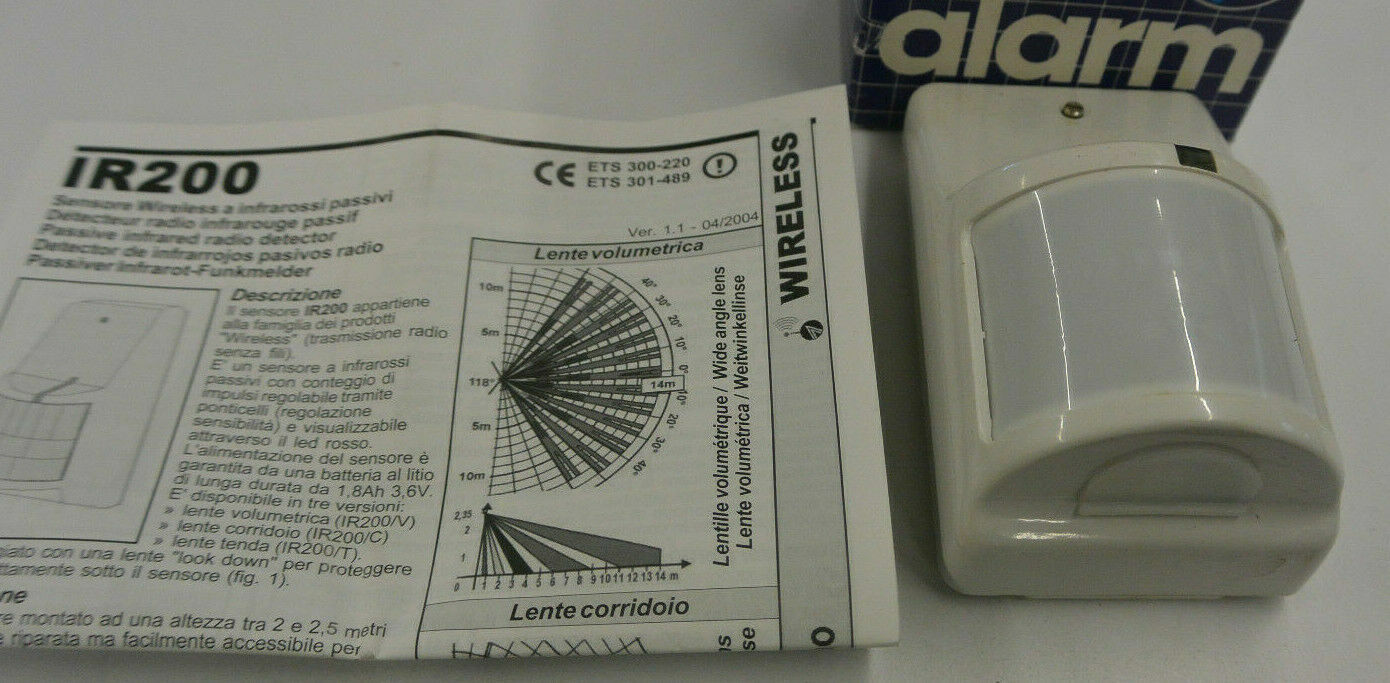 alarm
IR200
Sensore Wireless a infrarossi passivi
Détecteur radio infrarouge passif
Passive infrared radio detector
Detector de infrarrojos pasivos radio
Passiver Infrarot-Funkmelder
CE ETS 300-220
ETS 301-489
Ver. 1.1 - 04/2004
WIRELESS
Descrizione
Il sensore IR200 appartiene
alla famiglia dei prodotti
"Wireless" (trasmissione radio
senza fili).
E' un sensore a infrarossi
passivi con conteggio di
impulsi regolabile tramite
ponticelli (regolazione
sensibilità) e visualizzabile
attraverso il led rosso.
L'alimentazione del sensore è
garantita da una batteria al litio
di lunga durata da 1,8Ah 3,6V.
E' disponibile in tre versioni:
» lente volumetrica (IR200/V)
» lente corridoio (IR200/C)
» lente tenda (IR200/T).
giato con una lente "look down" per proteggere
ttamente sotto il sensore (fig. 1).
ne
re montato ad una altezza tra 2 e 2,5 metri
e riparata ma facilmente accessibile per
Lente volumetrica
10m
5m
118°
5m
10m
40°
30°
20°
10°
0°
14m
10°
20°
30°
40°
2,35
2
1
0 1 2 3 4 5 6 7 8 9 10 11 12 13 14 m
Lentille volumétrique / Wide angle lens
Lente volumétrica / Weitwinkellinse
Lente corridoio
ns
se
O